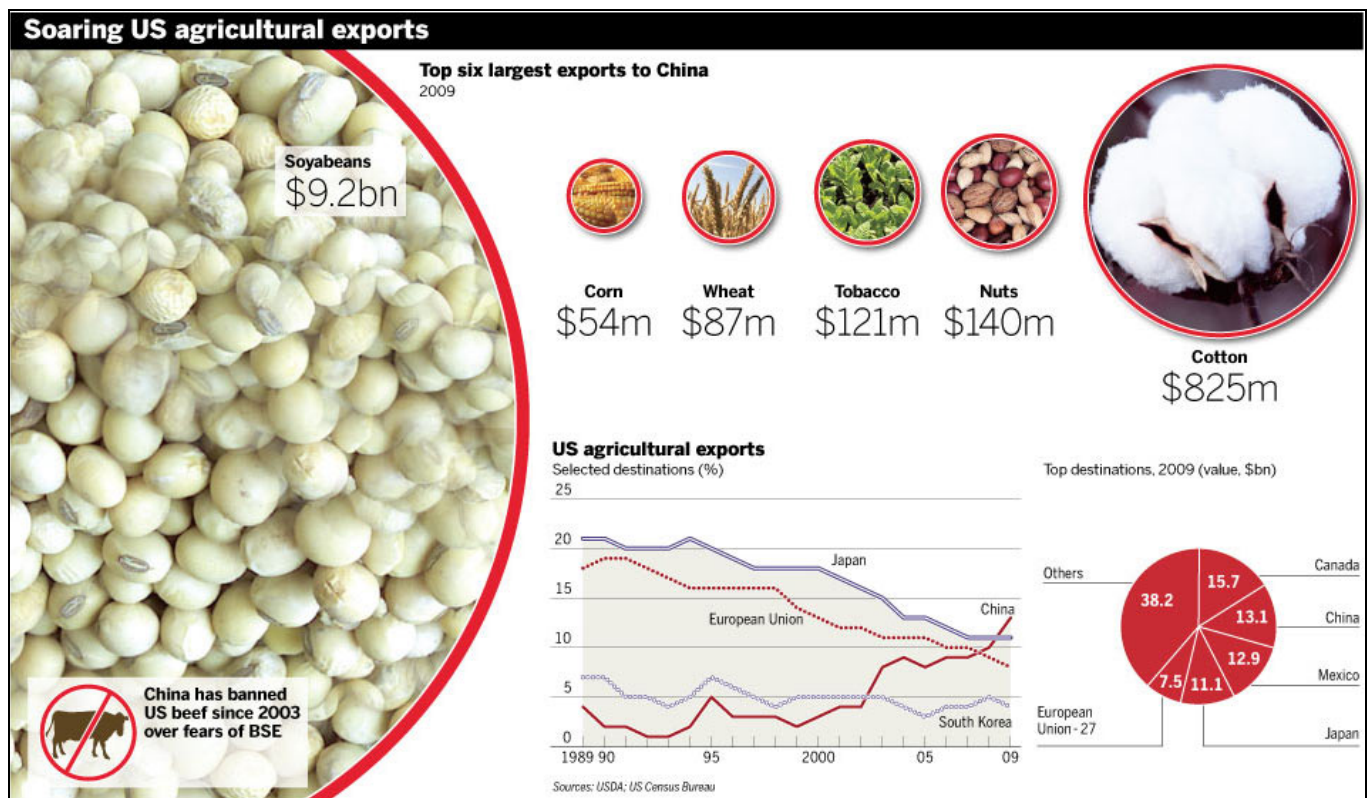 Soaring US agricultural exports
Top six largest exports to China
2009
Soyabeans
$9.2bn
Corn
$54m
Wheat
$87m
Tobacco
$121m
Nuts
$140m
Cotton
$825m
China has banned
US beef since 2003
over fears of BSE
US agricultural exports
Selected destinations (%)
25
20
15
10
5
0
Japan
European Union
China
South Korea
1989 90 95 2000 05 09
Sources: USDA; US Census Bureau
Top destinations, 2009 (value, $bn)
Others
38.2
15.7
Canada
13.1
China
12.9
Mexico
11.1
Japan
7.5
European
Union - 27